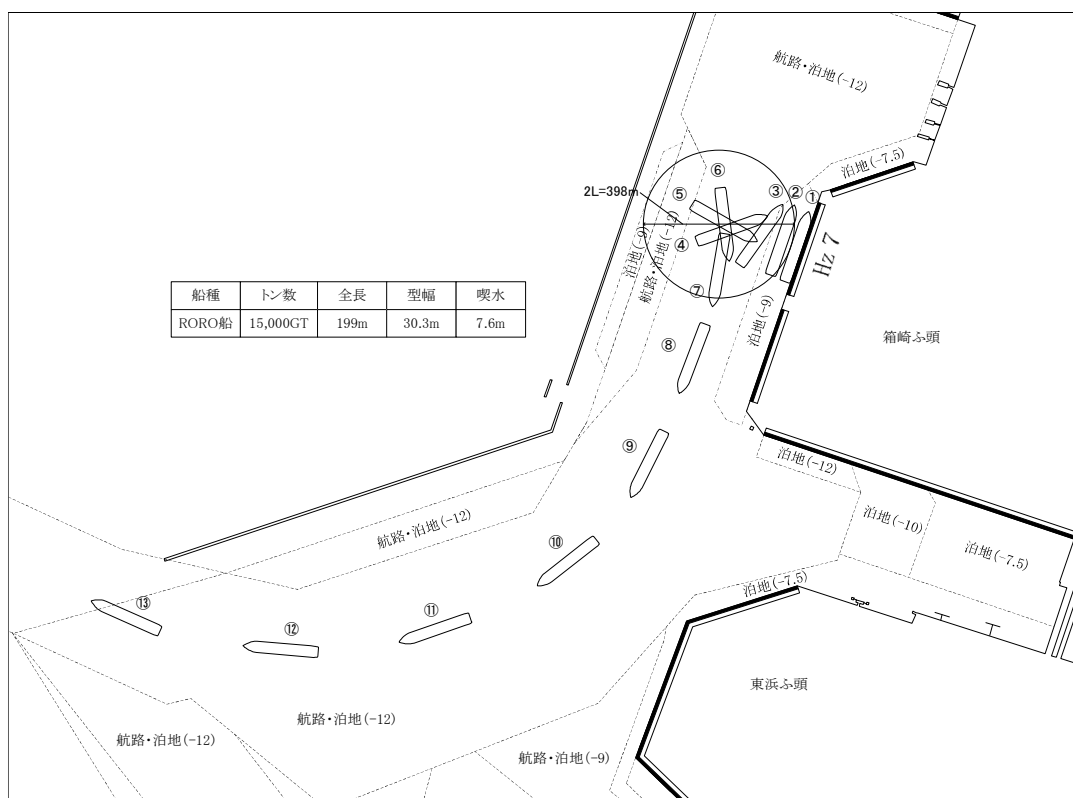 航路・泊地(-12)
泊地(-7.5)
⑥
⑤
③
②
①
2L=398m
④
泊地(-9)
航路・泊地(-12)
Hz 7
⑦
泊地(-9)
船種 トン数 全長 型幅 喫水
RORO船 15,000GT 199m 30.3m 7.6m
箱崎ふ頭
⑧
⑨
泊地(-12)
航路・泊地(-12)
泊地(-10)
泊地(-7.5)
⑩
泊地(-7.5)
⑬
⑪
⑫
東浜ふ頭
航路・泊地(-12)
航路・泊地(-12)
航路・泊地(-9)